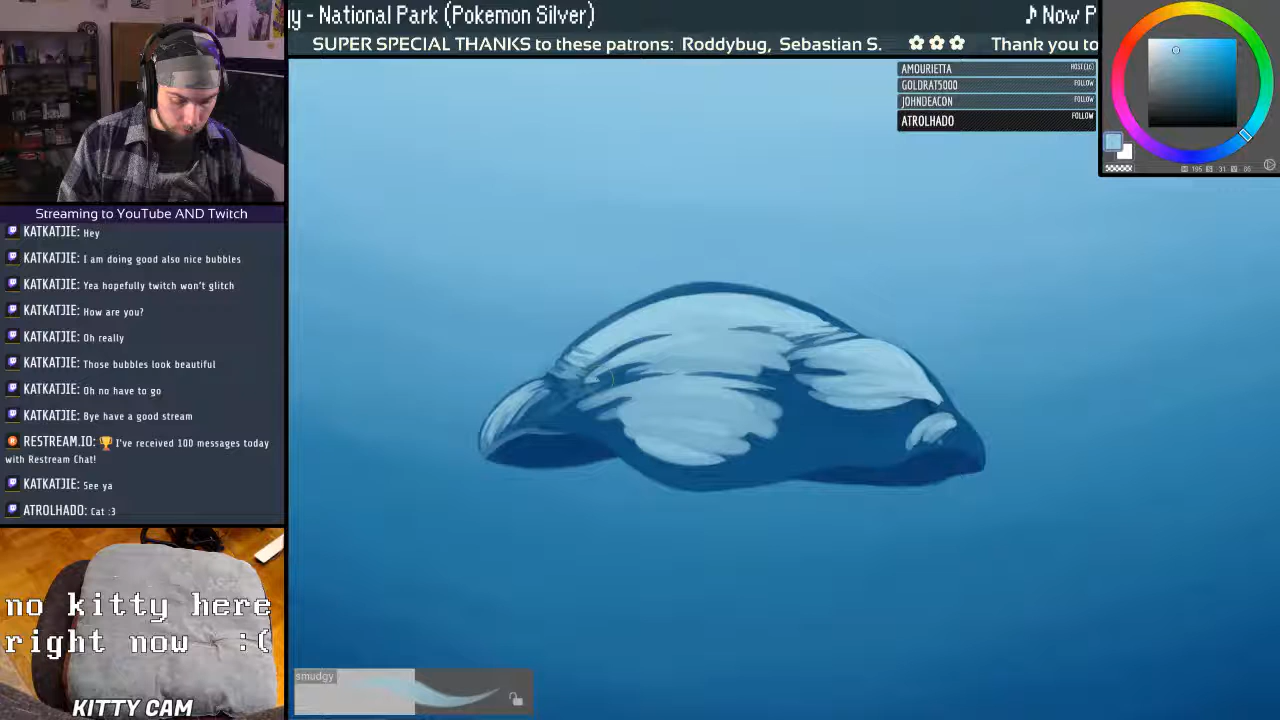 gy - National Park (Pokemon Silver)
♪ Now P
SUPER SPECIAL THANKS to these patrons: Roddybug, Sebastian S. ✿ ✿ ✿ Thank you to
AMOURIETTA HOST(16)
GOLDRAT5000 FOLLOW
JOHNDEACON FOLLOW
ATROLHADO FOLLOW
Streaming to YouTube AND Twitch
KATKATJIE: Hey
KATKATJIE: I am doing good also nice bubbles
KATKATJIE: Yea hopefully twitch won't glitch
KATKATJIE: How are you?
KATKATJIE: Oh really
KATKATJIE: Those bubbles look beautiful
KATKATJIE: Oh no have to go
KATKATJIE: Bye have a good stream
RESTREAM.IO: 🏆 I've received 100 messages today
with Restream Chat!
KATKATJIE: See ya
ATROLHADO: Cat :3
no kitty here
right now :(
KITTY CAM
smudgy